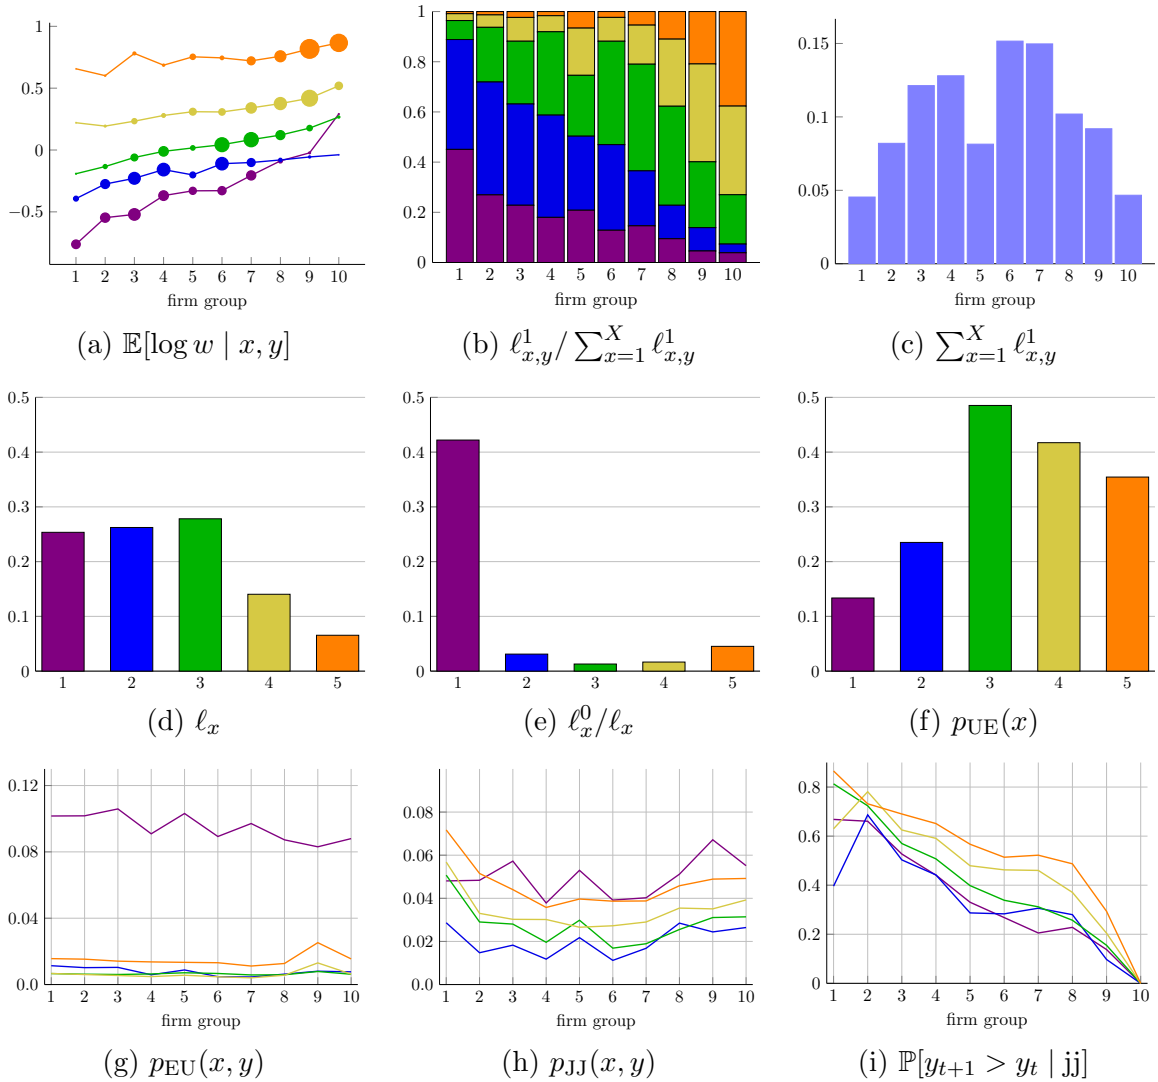 1
0.5
0
−0.5
1 2 3 4 5 6 7 8 9 10
firm group
(a) 𝔼[log w | x, y]
1
0.8
0.6
0.4
0.2
0
1 2 3 4 5 6 7 8 9 10
firm group
(b) ℓ¹ₓ,ᵧ/ ∑ˣₓ₌₁ ℓ¹ₓ,ᵧ
0.15
0.1
0.05
0
1 2 3 4 5 6 7 8 9 10
firm group
(c) ∑ˣₓ₌₁ ℓ¹ₓ,ᵧ
0.5
0.4
0.3
0.2
0.1
0
1 2 3 4 5
(d) ℓₓ
0.5
0.4
0.3
0.2
0.1
0
1 2 3 4 5
(e) ℓ⁰ₓ/ℓₓ
0.5
0.4
0.3
0.2
0.1
0
1 2 3 4 5
(f) p_UE(x)
0.12
0.08
0.04
0.0
1 2 3 4 5 6 7 8 9 10
firm group
(g) p_EU(x, y)
0.08
0.06
0.04
0.02
0.0
1 2 3 4 5 6 7 8 9 10
firm group
(h) p_JJ(x, y)
0.8
0.6
0.4
0.2
0
1 2 3 4 5 6 7 8 9 10
firm group
(i) ℙ[y_{t+1} > y_t | jj]